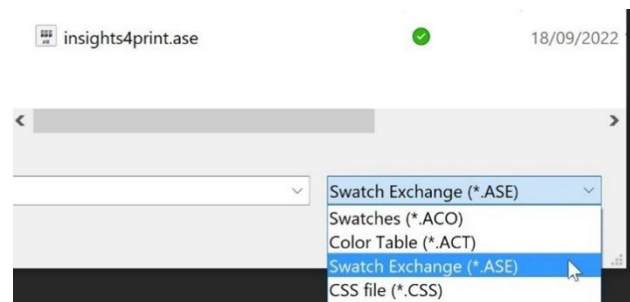 insights4print.ase 18/09/2022
Swatch Exchange (*.ASE)
Swatches (*.ACO)
Color Table (*.ACT)
Swatch Exchange (*.ASE)
CSS file (*.CSS)